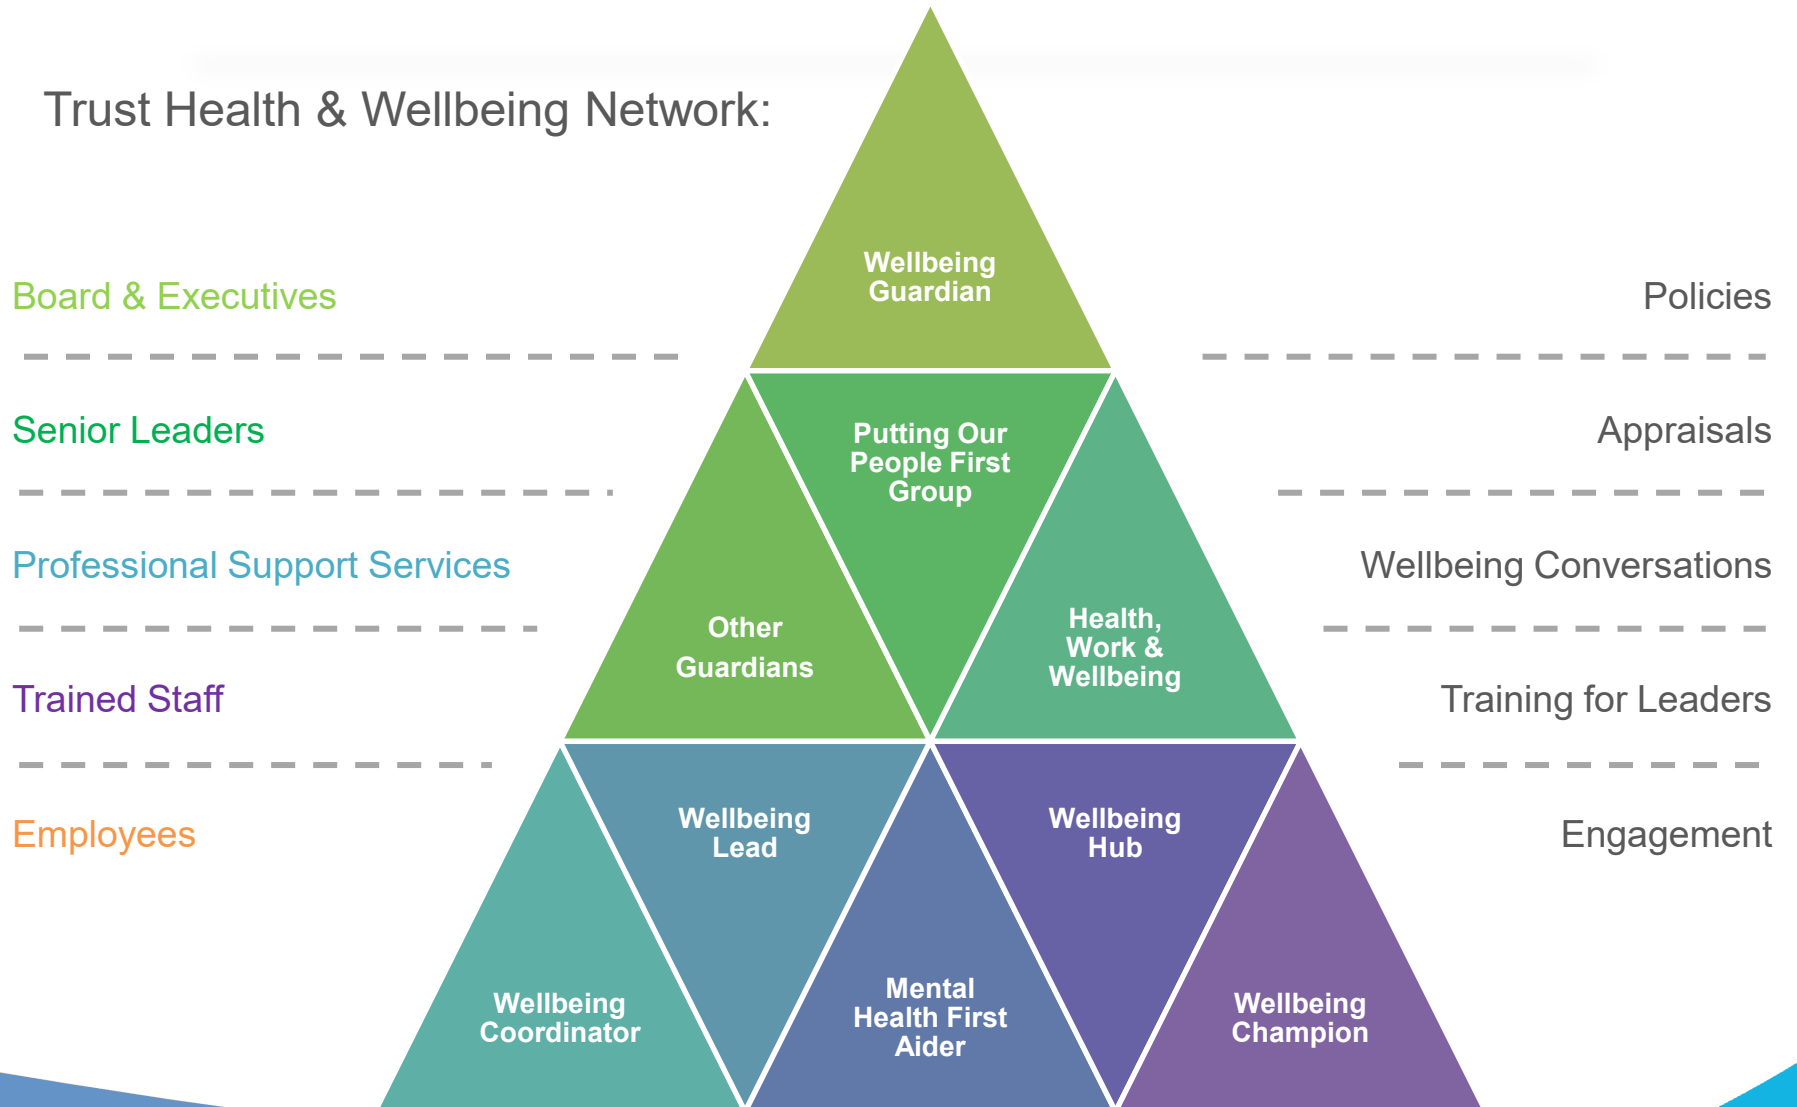 Trust Health & Wellbeing Network:
Wellbeing
Guardian
Board & Executives
Policies
Senior Leaders
Appraisals
Putting Our
People First
Group
Professional Support Services
Wellbeing Conversations
Other
Guardians
Health,
Work &
Wellbeing
Trained Staff
Training for Leaders
Employees
Engagement
Wellbeing
Lead
Wellbeing
Hub
Wellbeing
Coordinator
Mental
Health First
Aider
Wellbeing
Champion